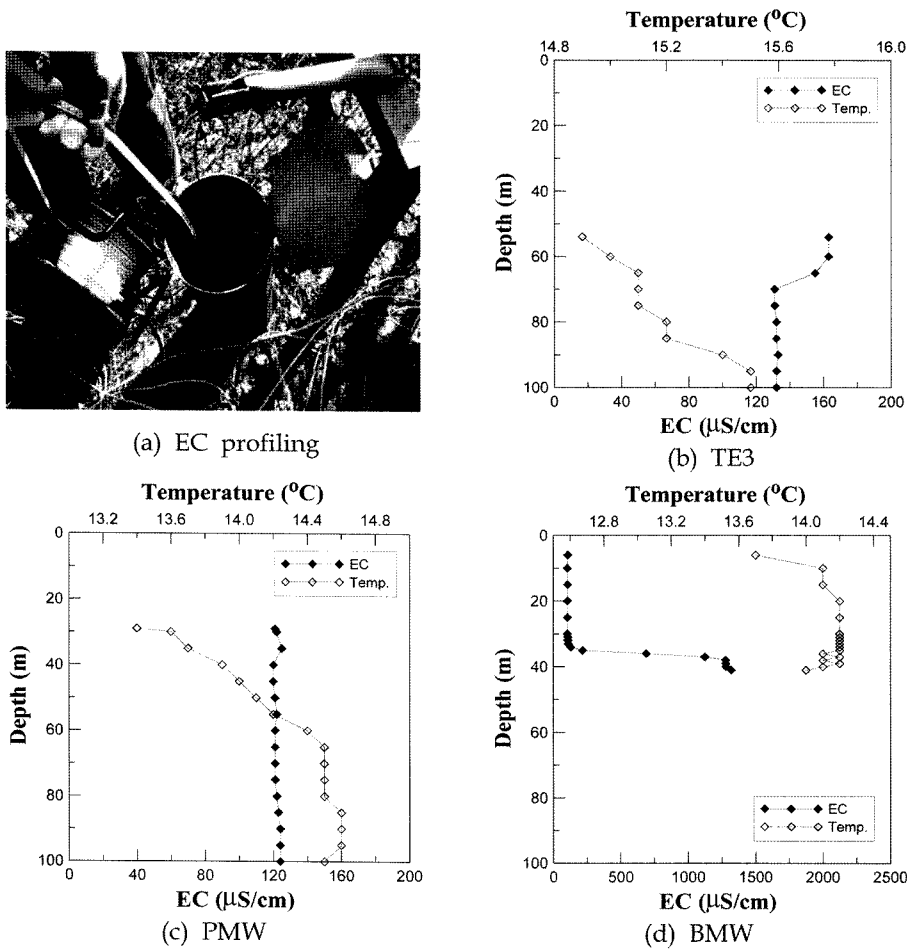 (a) EC profiling
Temperature (°C)
14.8 15.2 15.6 16.0
EC
Temp.
0
20
40
60
80
100
Depth (m)
0 40 80 120 160 200
EC (μS/cm)
(b) TE3
Temperature (°C)
13.2 13.6 14.0 14.4 14.8
EC
Temp.
0
20
40
60
80
100
Depth (m)
0 40 80 120 160 200
EC (μS/cm)
(c) PMW
Temperature (°C)
12.8 13.2 13.6 14.0 14.4
0
20
40
60
80
100
Depth (m)
EC
Temp.
0 500 1000 1500 2000 2500
EC (μS/cm)
(d) BMW